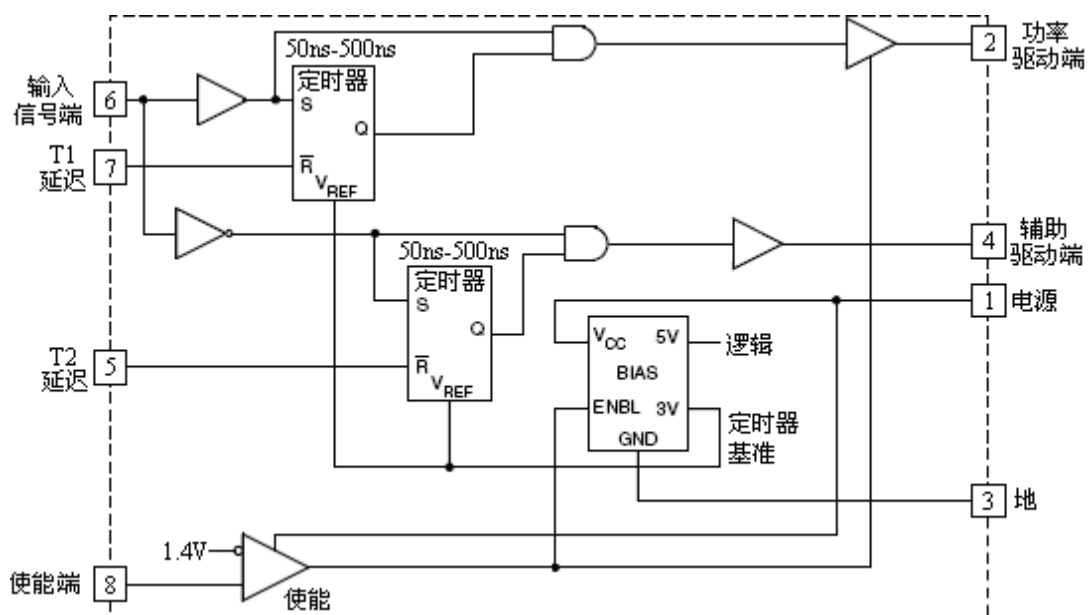 50ns-500ns
定时器
S
Q
R
VREF
输入
信号端
6
T1
延迟
7
2
功率
驱动端
50ns-500ns
定时器
S
Q
R
VREF
4
辅助
驱动端
1
电源
VCC
5V
逻辑
BIAS
ENBL
3V
GND
定时器
基准
T2
延迟
5
3
地
1.4V
使能端
8
使能